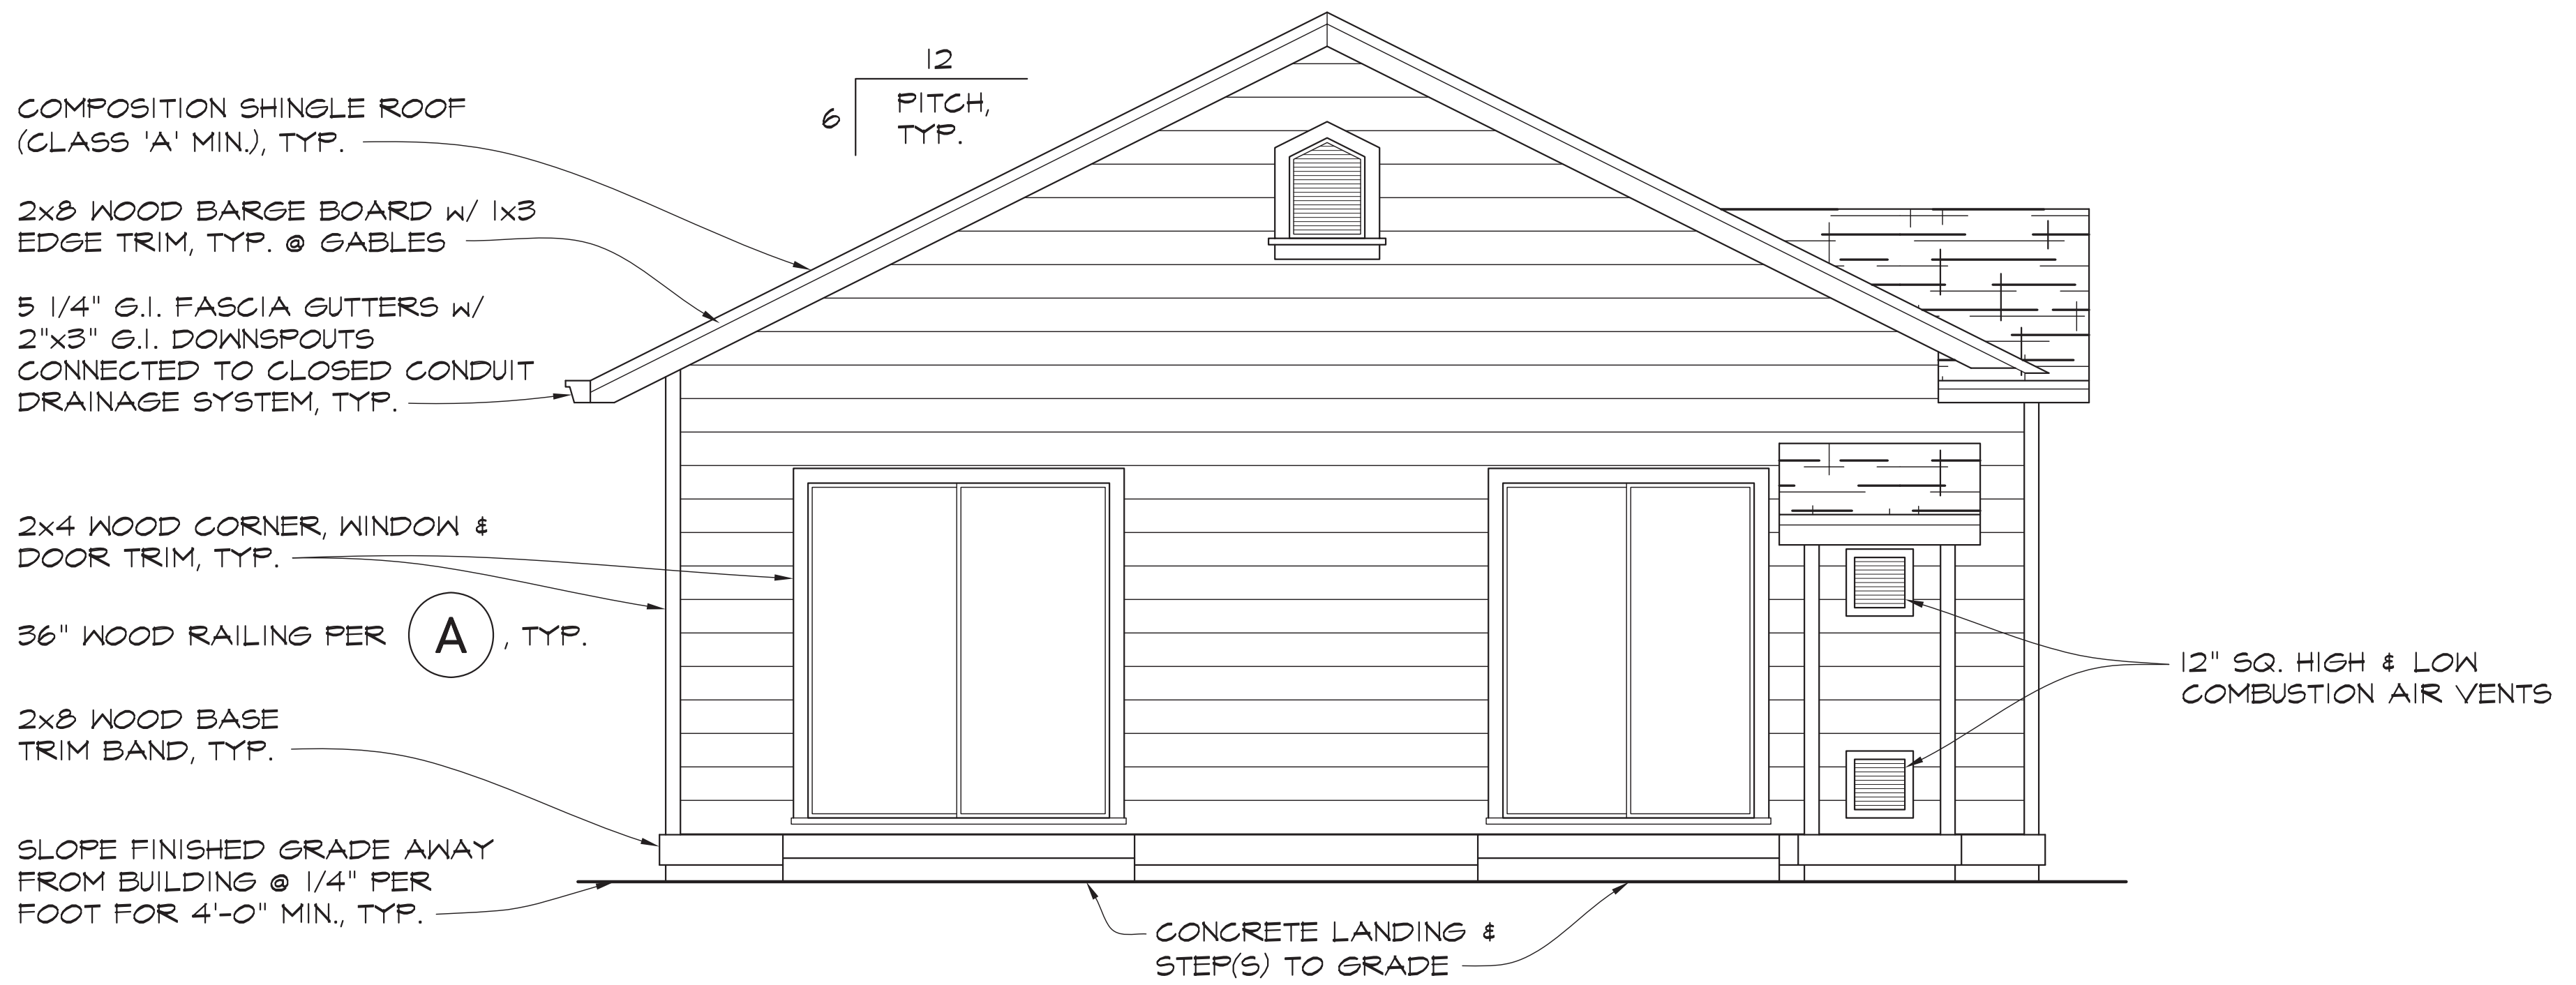 12
6
PITCH,
TYP.
COMPOSITION SHINGLE ROOF
(CLASS 'A' MIN.), TYP.
2x8 WOOD BARGE BOARD w/ 1x3
EDGE TRIM, TYP. @ GABLES
5 1/4" G.I. FASCIA GUTTERS w/
2"x3" G.I. DOWNSPOUTS
CONNECTED TO CLOSED CONDUIT
DRAINAGE SYSTEM, TYP.
2x4 WOOD CORNER, WINDOW &
DOOR TRIM, TYP.
36" WOOD RAILING PER A , TYP.
2x8 WOOD BASE
TRIM BAND, TYP.
SLOPE FINISHED GRADE AWAY
FROM BUILDING @ 1/4" PER
FOOT FOR 4'-0" MIN., TYP.
12" SQ. HIGH & LOW
COMBUSTION AIR VENTS
CONCRETE LANDING &
STEP(S) TO GRADE